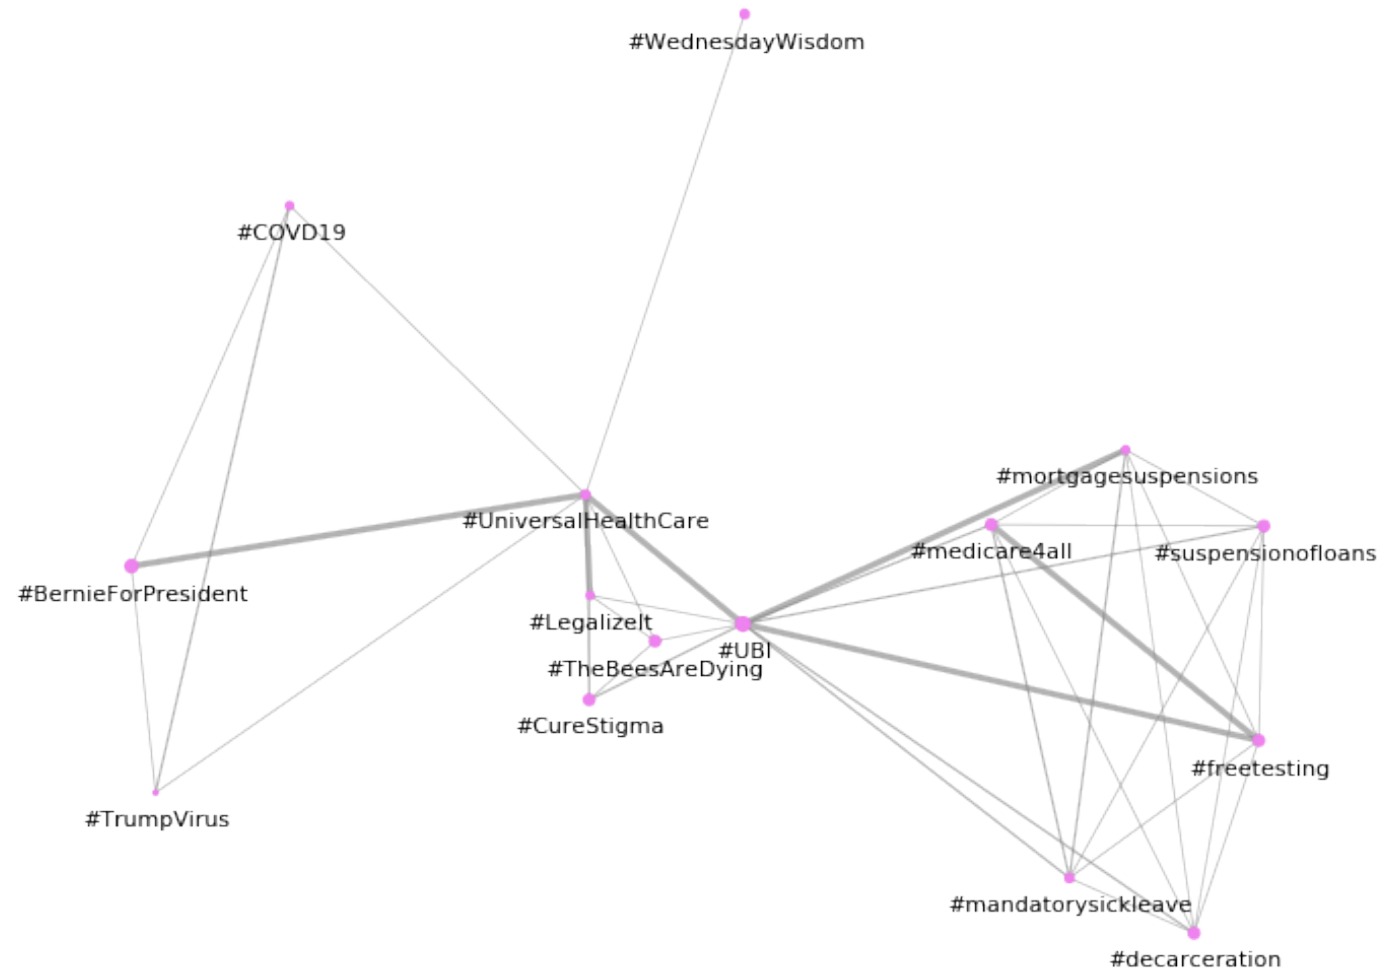 #WednesdayWisdom
#COVD19
#mortgagesuspensions
#UniversalHealthCare
#medicare4all
#suspensionofloans
#BernieForPresident
#LegalizeIt
#UBI
#TheBeesAreDying
#CureStigma
#freetesting
#TrumpVirus
#mandatorysickleave
#decarceration